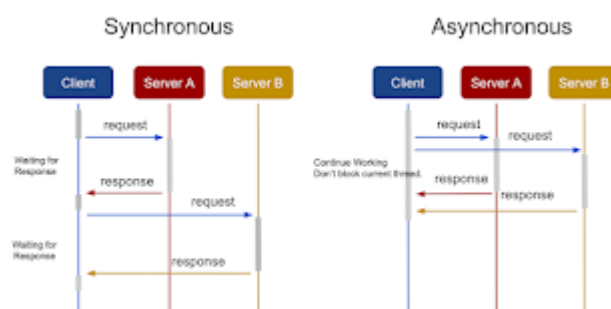 Synchronous
Client
Server A
Server B
request
Waiting for
Response
response
request
Waiting for
Response
response
Asynchronous
Client
Server A
Server B
request
request
Continue Working
Don't block current thread.
response
response